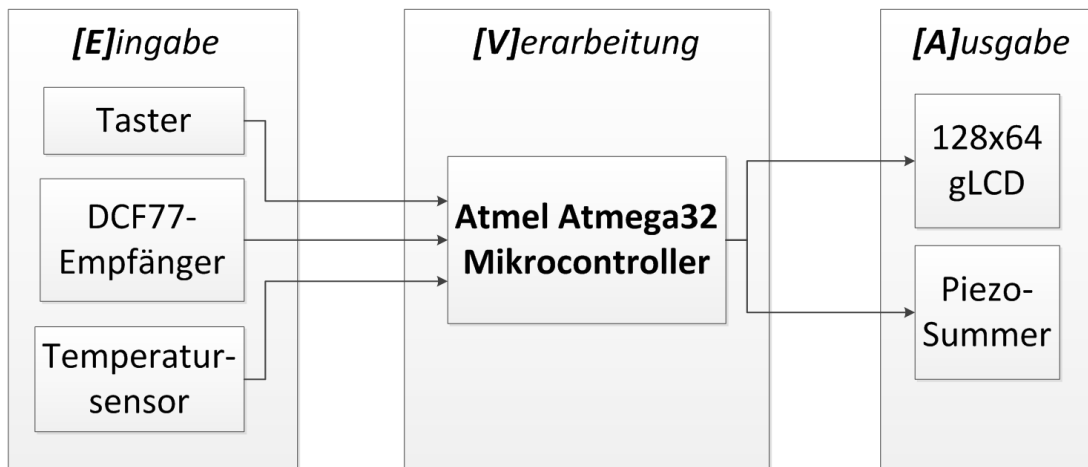 [E]ingabe
Taster
DCF77-
Empfänger
Temperatur-
sensor
[V]erarbeitung
Atmel Atmega32
Mikrocontroller
[A]usgabe
128x64
gLCD
Piezo-
Summer